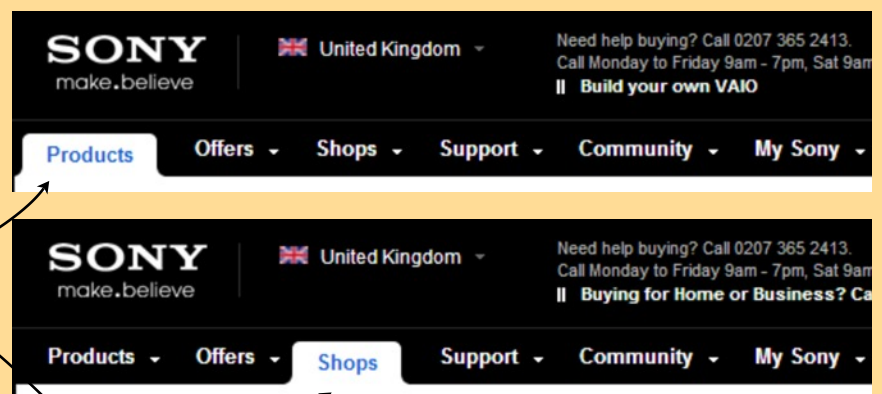 SONY
make.believe
United Kingdom
Need help buying? Call 0207 365 2413.
Call Monday to Friday 9am - 7pm, Sat 9am
Build your own VAIO
Products Offers Shops Support Community My Sony
SONY
make.believe
United Kingdom
Need help buying? Call 0207 365 2413.
Call Monday to Friday 9am - 7pm, Sat 9am
Buying for Home or Business? Ca
Products Offers Shops Support Community My Sony